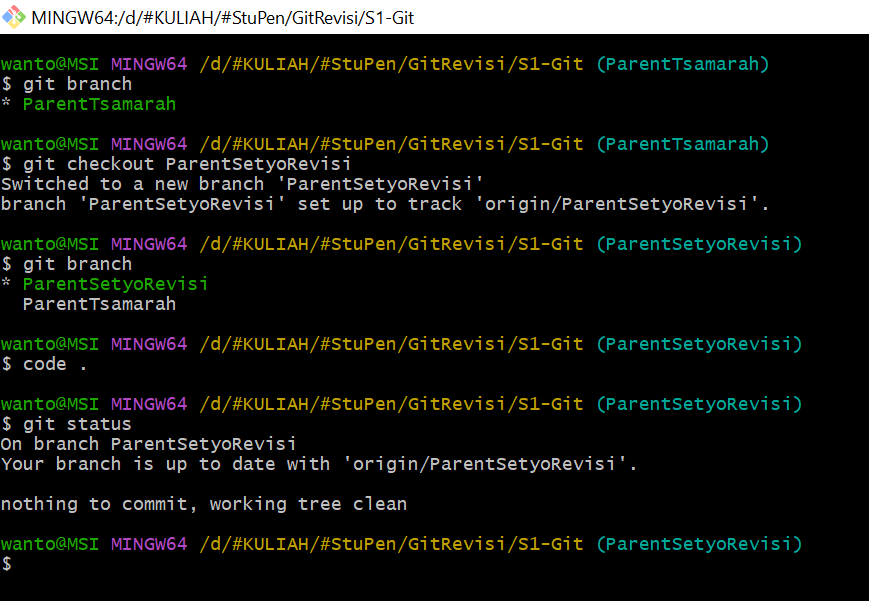 MINGW64:/d/#KULIAH/#StuPen/GitRevisi/S1-Git
wanto@MSI MINGW64 /d/#KULIAH/#StuPen/GitRevisi/S1-Git (ParentTsamarah)
$ git branch
* ParentTsamarah
wanto@MSI MINGW64 /d/#KULIAH/#StuPen/GitRevisi/S1-Git (ParentTsamarah)
$ git checkout ParentSetyoRevisi
Switched to a new branch 'ParentSetyoRevisi'
branch 'ParentSetyoRevisi' set up to track 'origin/ParentSetyoRevisi'.
wanto@MSI MINGW64 /d/#KULIAH/#StuPen/GitRevisi/S1-Git (ParentSetyoRevisi)
$ git branch
* ParentSetyoRevisi
  ParentTsamarah
wanto@MSI MINGW64 /d/#KULIAH/#StuPen/GitRevisi/S1-Git (ParentSetyoRevisi)
$ code .
wanto@MSI MINGW64 /d/#KULIAH/#StuPen/GitRevisi/S1-Git (ParentSetyoRevisi)
$ git status
On branch ParentSetyoRevisi
Your branch is up to date with 'origin/ParentSetyoRevisi'.
nothing to commit, working tree clean
wanto@MSI MINGW64 /d/#KULIAH/#StuPen/GitRevisi/S1-Git (ParentSetyoRevisi)
$